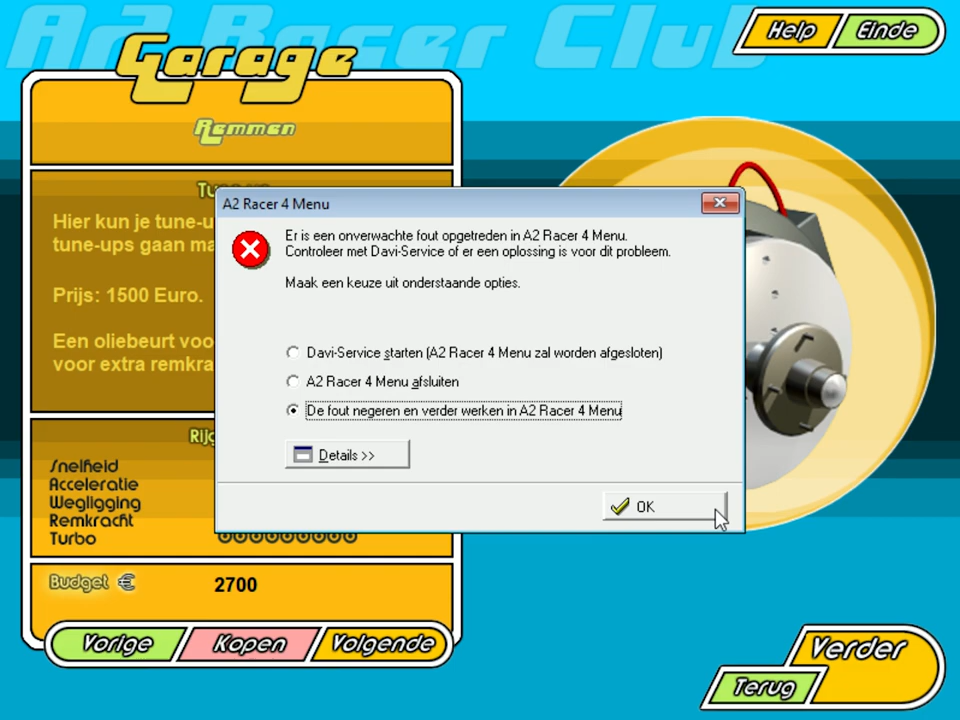 A2 Racer Club
Help
Einde
Garage
Remmen
Hier kun je tune-u
tune-ups gaan ma
Prijs: 1500 Euro.
Een oliebeurt voo
voor extra remkra
A2 Racer 4 Menu
Er is een onverwachte fout opgetreden in A2 Racer 4 Menu.
Controleer met Davi-Service of er een oplossing is voor dit probleem.
Maak een keuze uit onderstaande opties.
Davi-Service starten (A2 Racer 4 Menu zal worden afgesloten)
A2 Racer 4 Menu afsluiten
De fout negeren en verder werken in A2 Racer 4 Menu
Details >>
OK
Snelheid
Acceleratie
Wegligging
Remkracht
Turbo
Budget € 2700
Vorige
Kopen
Volgende
Verder
Terug